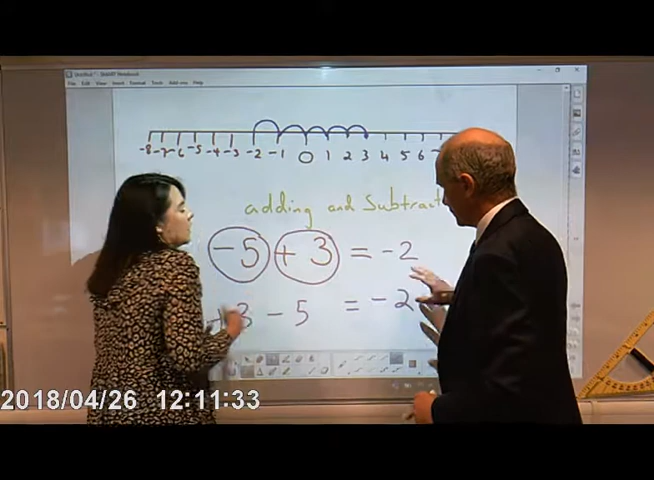 -8 -7 -6 -5 -4 -3 -2 -1 0 1 2 3 4 5 6
adding and Subtract
-5 + 3 = -2
+3 - 5 = -2
2018/04/26 12:11:33